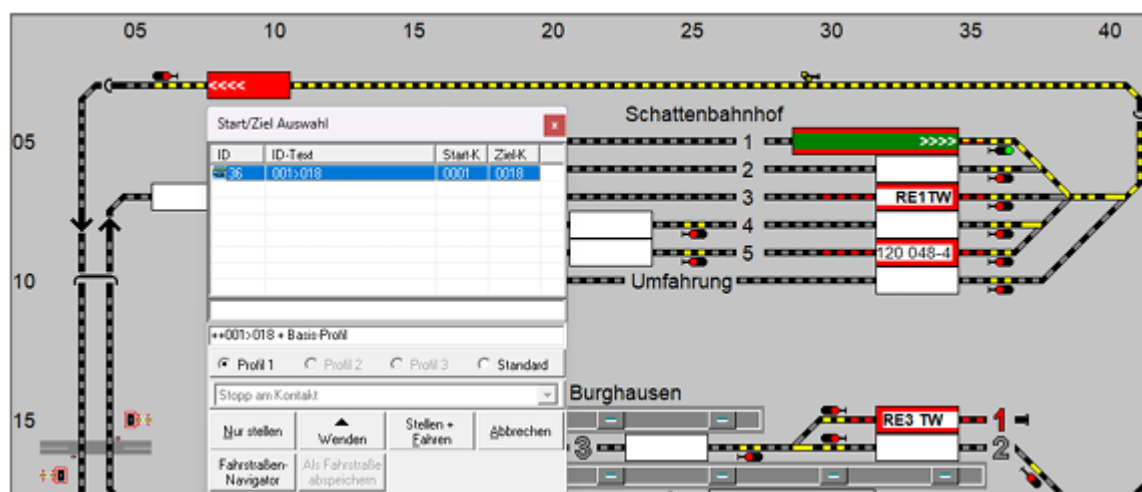 05 10 15 20 25 30 35 40
<<<<
Schattenbahnhof
Start/Ziel Auswahl x
05
1 >>>>
ID ID-Text Start-K Ziel-K
36 001>018 0001 0018
2
3 RE1TW
4
5 120 048-4
10
Umfahrung
++001>018 + Basis-Profil
Profil 1 Profil 2 Profil 3 Standard
Stopp am Kontakt
Burghausen
15
RE3 TW 1
Nur stellen Wenden Stellen + Fahren Abbrechen
3 2
Fahrstraßen-Navigator Als Fahrstraße abspeichern